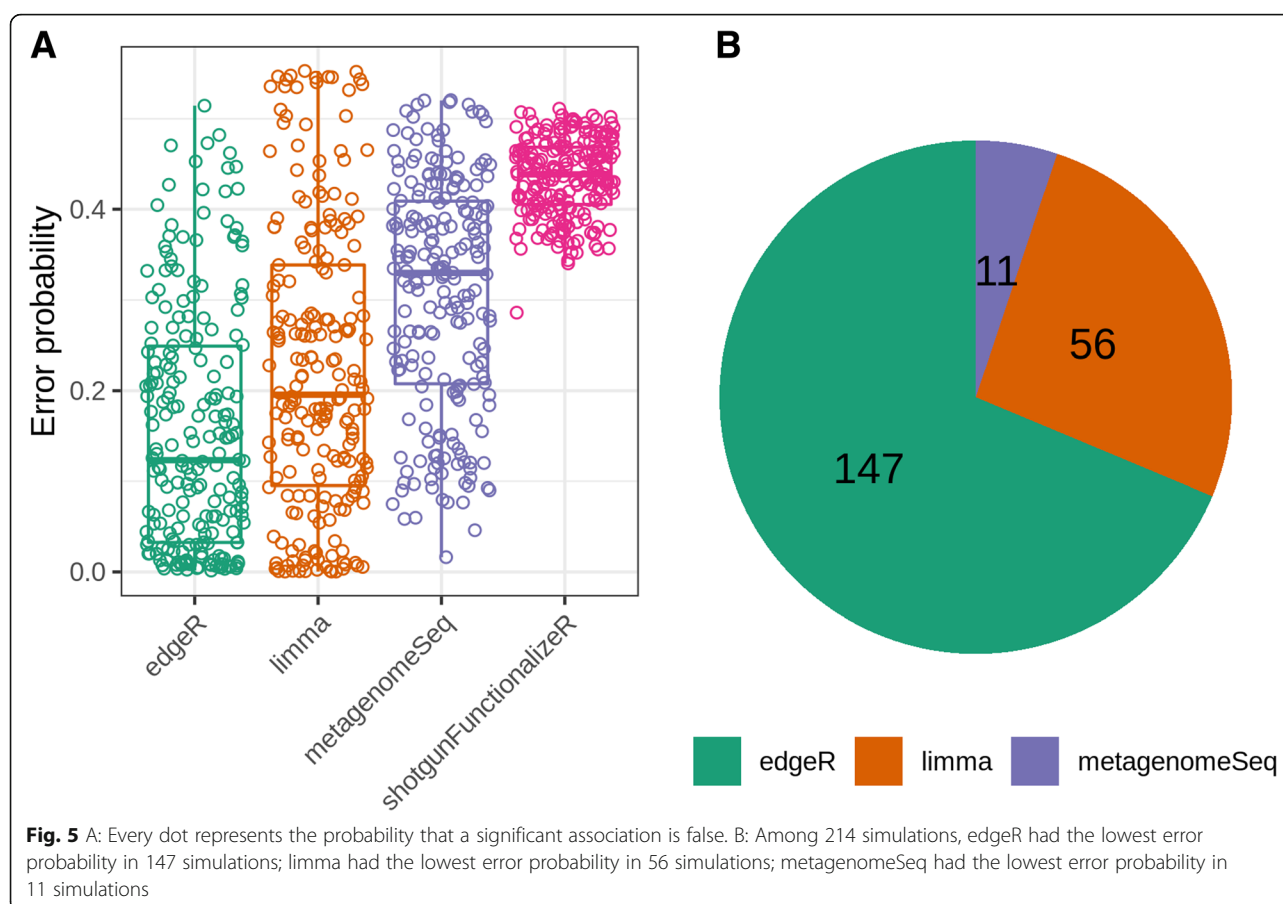 A
B
Error probability
0.4
0.2
0.0
edgeR
limma
metagenomeSeq
shotgunFunctionalizeR
11
56
147
edgeR
limma
metagenomeSeq
Fig. 5 A: Every dot represents the probability that a significant association is false. B: Among 214 simulations, edgeR had the lowest error
probability in 147 simulations; limma had the lowest error probability in 56 simulations; metagenomeSeq had the lowest error probability in
11 simulations